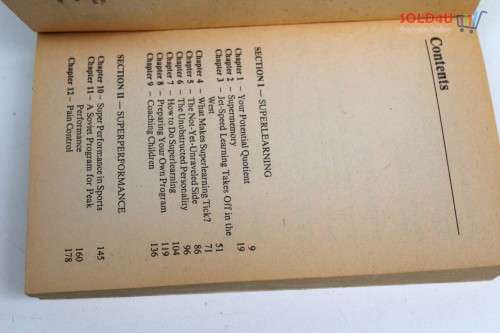 SOLD4U
Contents
SECTION I — SUPERLEARNING
Chapter 1 – Your Potential Quotient 9
Chapter 2 – Supermemory 19
Chapter 3 – Jet-Speed Learning Takes Off in the
West 51
Chapter 4 – What Makes Superlearning Tick? 71
Chapter 5 – The Not-Yet-Unraveled Side 86
Chapter 6 – The Unobstructed Personality 96
Chapter 7 – How to Do Superlearning 104
Chapter 8 – Preparing Your Own Program 119
Chapter 9 – Coaching Children 136
SECTION II — SUPERPERFORMANCE
Chapter 10 – Super Performance in Sports 145
Chapter 11 – A Soviet Program for Peak
Performance 160
Chapter 12 – Pain Control 178